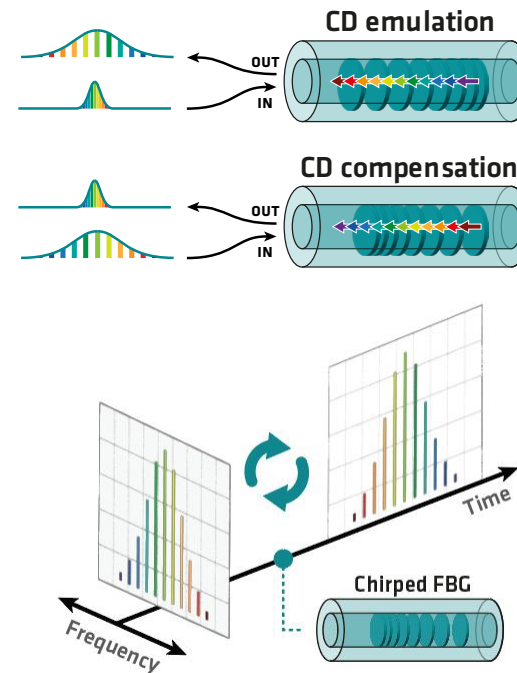 CD emulation
OUT
IN
CD compensation
OUT
IN
Time
Chirped FBG
Frequency